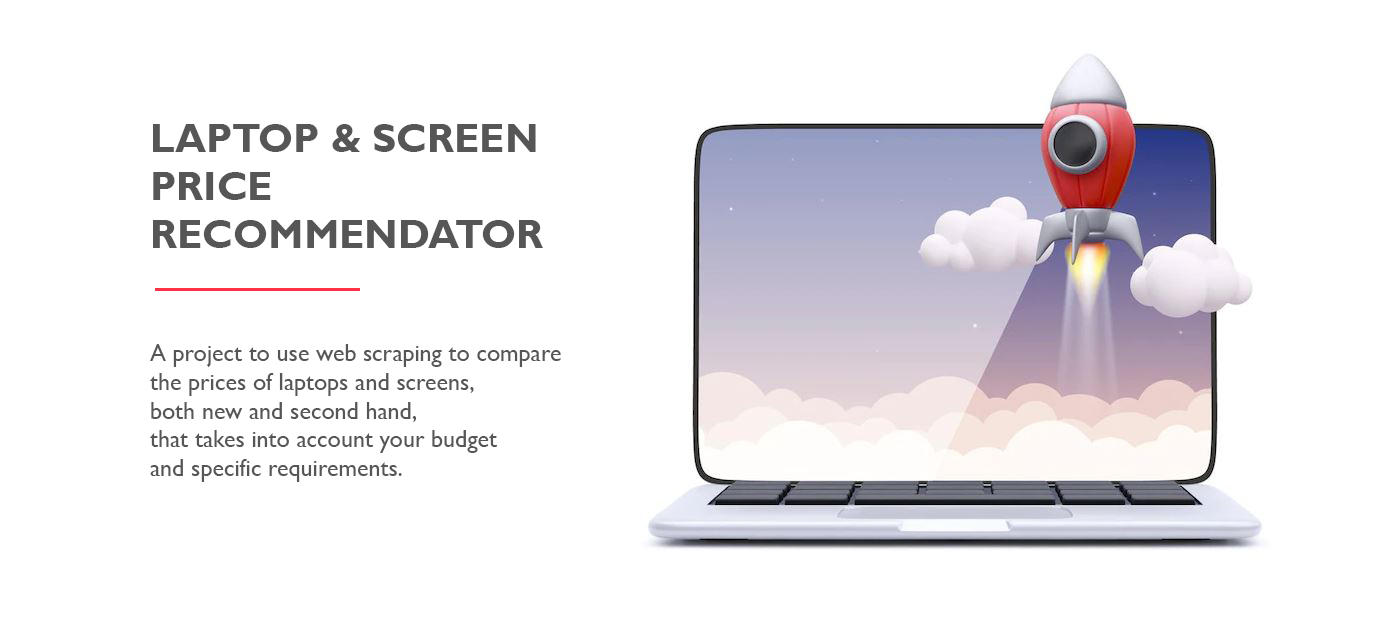 LAPTOP & SCREEN
PRICE
RECOMMENDATOR
A project to use web scraping to compare
the prices of laptops and screens,
both new and second hand,
that takes into account your budget
and specific requirements.